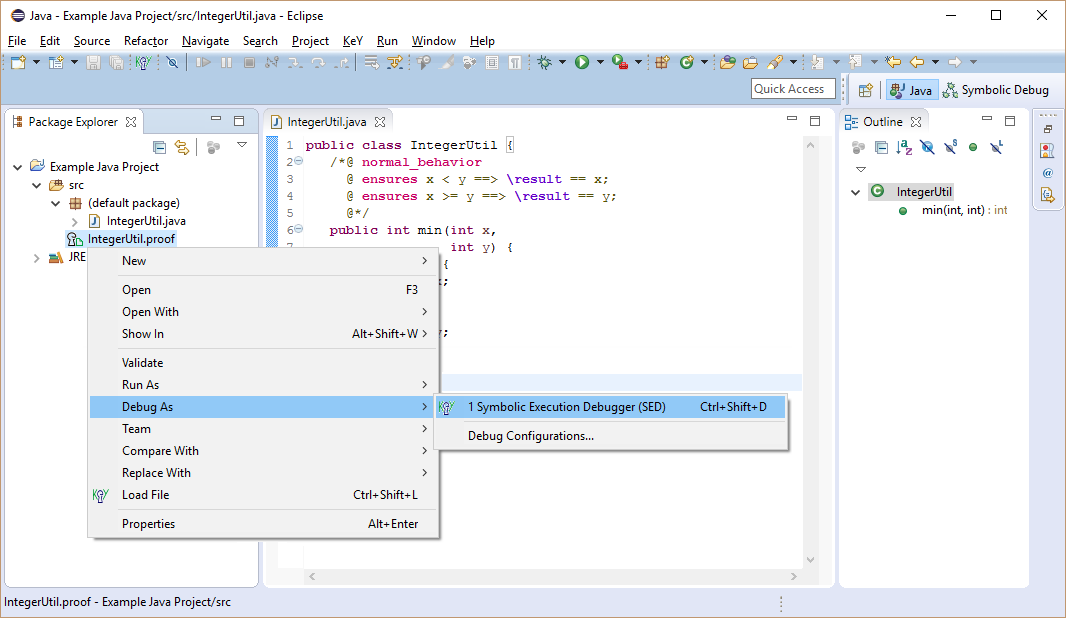 Java - Example Java Project/src/IntegerUtil.java - Eclipse
File Edit Source Refactor Navigate Search Project KeY Run Window Help
Quick Access
Java
Symbolic Debug
Package Explorer
Example Java Project
src
(default package)
IntegerUtil.java
IntegerUtil.proof
JRE
IntegerUtil.java
1 public class IntegerUtil {
2 /*@ normal_behavior
3 @ ensures x < y ==> \result == x;
4 @ ensures x >= y ==> \result == y;
5 @*/
6 public int min(int x,
7 int y) {
{
;
;
New
Open F3
Open With
Show In Alt+Shift+W
Validate
Run As
Debug As
Team
Compare With
Replace With
KeY Load File Ctrl+Shift+L
Properties Alt+Enter
KeY 1 Symbolic Execution Debugger (SED) Ctrl+Shift+D
Debug Configurations...
Outline
IntegerUtil
min(int, int) : int
IntegerUtil.proof - Example Java Project/src